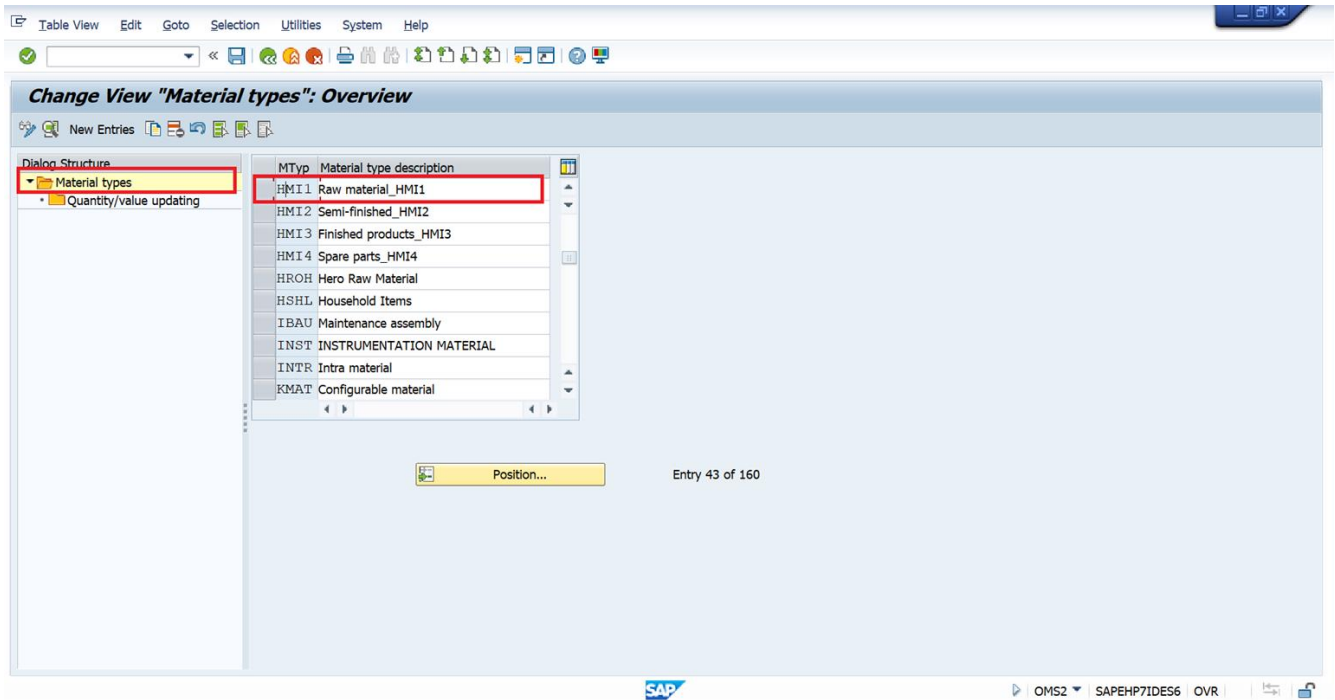 Table View Edit Goto Selection Utilities System Help
Change View "Material types": Overview
New Entries
Dialog Structure
Material types
Quantity/value updating
MTyp Material type description
HMI1 Raw material_HMI1
HMI2 Semi-finished_HMI2
HMI3 Finished products_HMI3
HMI4 Spare parts_HMI4
HROH Hero Raw Material
HSHL Household Items
IBAU Maintenance assembly
INST INSTRUMENTATION MATERIAL
INTR Intra material
KMAT Configurable material
Position... Entry 43 of 160
SAP OMS2 SAPEHP7IDES6 OVR